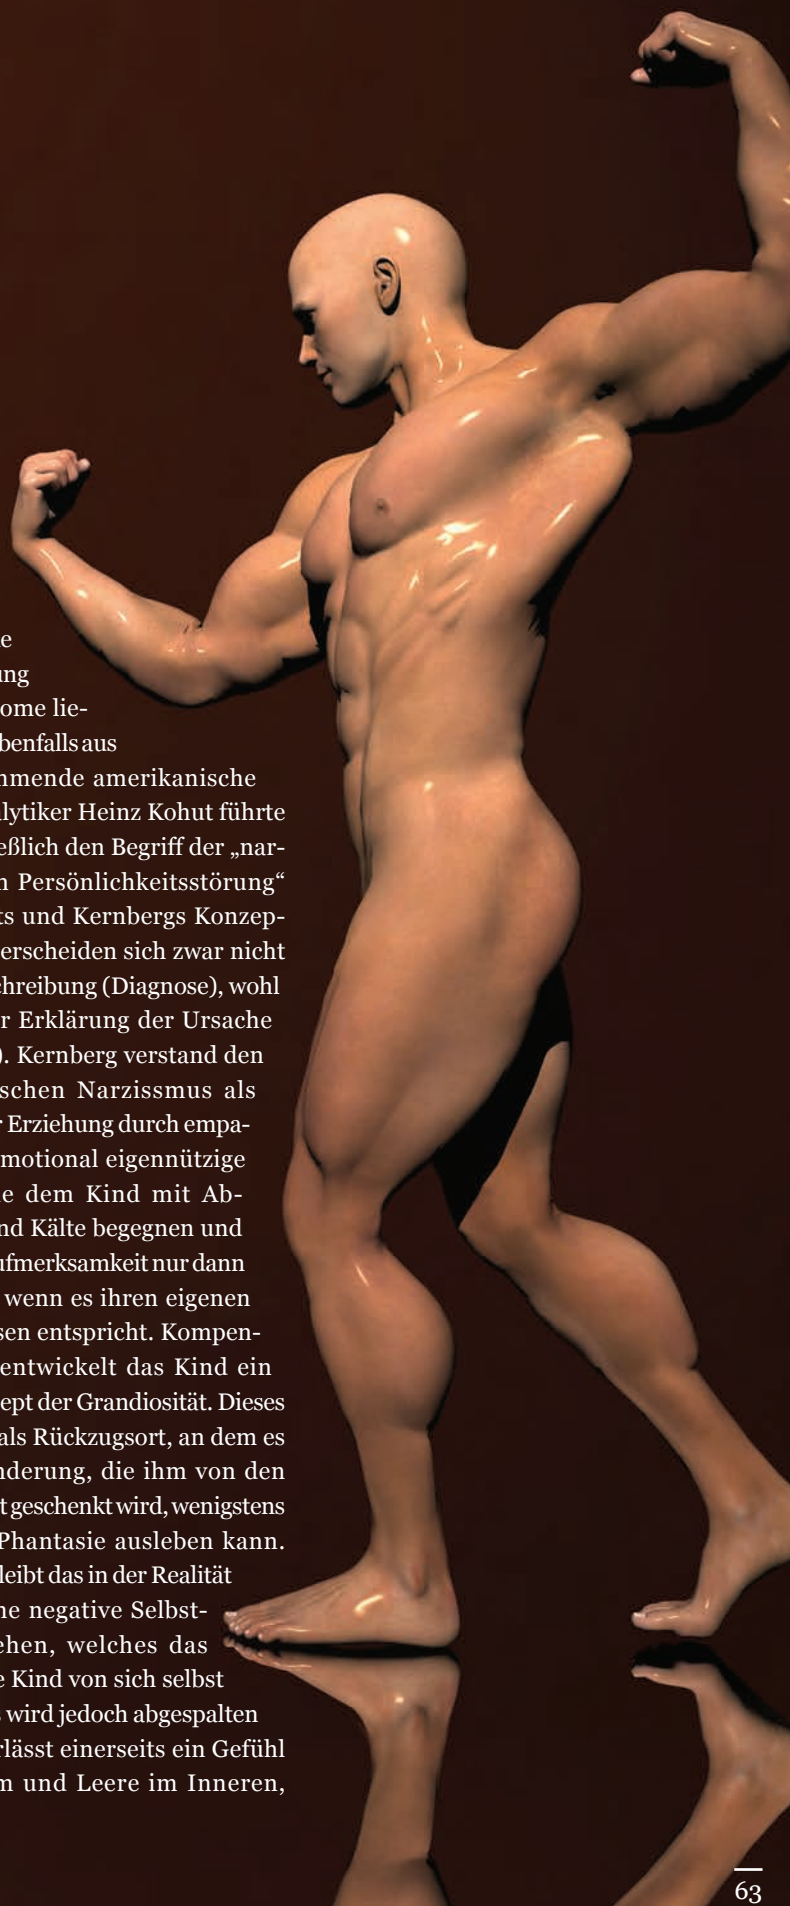 e
ung
ome lie-
benfalls aus
mende amerikanische
lytiker Heinz Kohut führte
eßlich den Begriff der „nar-
n Persönlichkeitsstörung“
ts und Kernbergs Konzep-
erscheiden sich zwar nicht
chreibung (Diagnose), wohl
r Erklärung der Ursache
). Kernberg verstand den
schen Narzissmus als
r Erziehung durch empa-
motional eigennützige
e dem Kind mit Ab-
nd Kälte begegnen und
ufmerksamkeit nur dann
wenn es ihren eigenen
sen entspricht. Kompen-
entwickelt das Kind ein
ept der Grandiosität. Dieses
als Rückzugsort, an dem es
nderung, die ihm von den
t geschenkt wird, wenigstens
Phantasie ausleben kann.
leibt das in der Realität
ne negative Selbst-
ehen, welches das
e Kind von sich selbst
s wird jedoch abgespalten
rlässt einerseits ein Gefühl
m und Leere im Inneren,
63